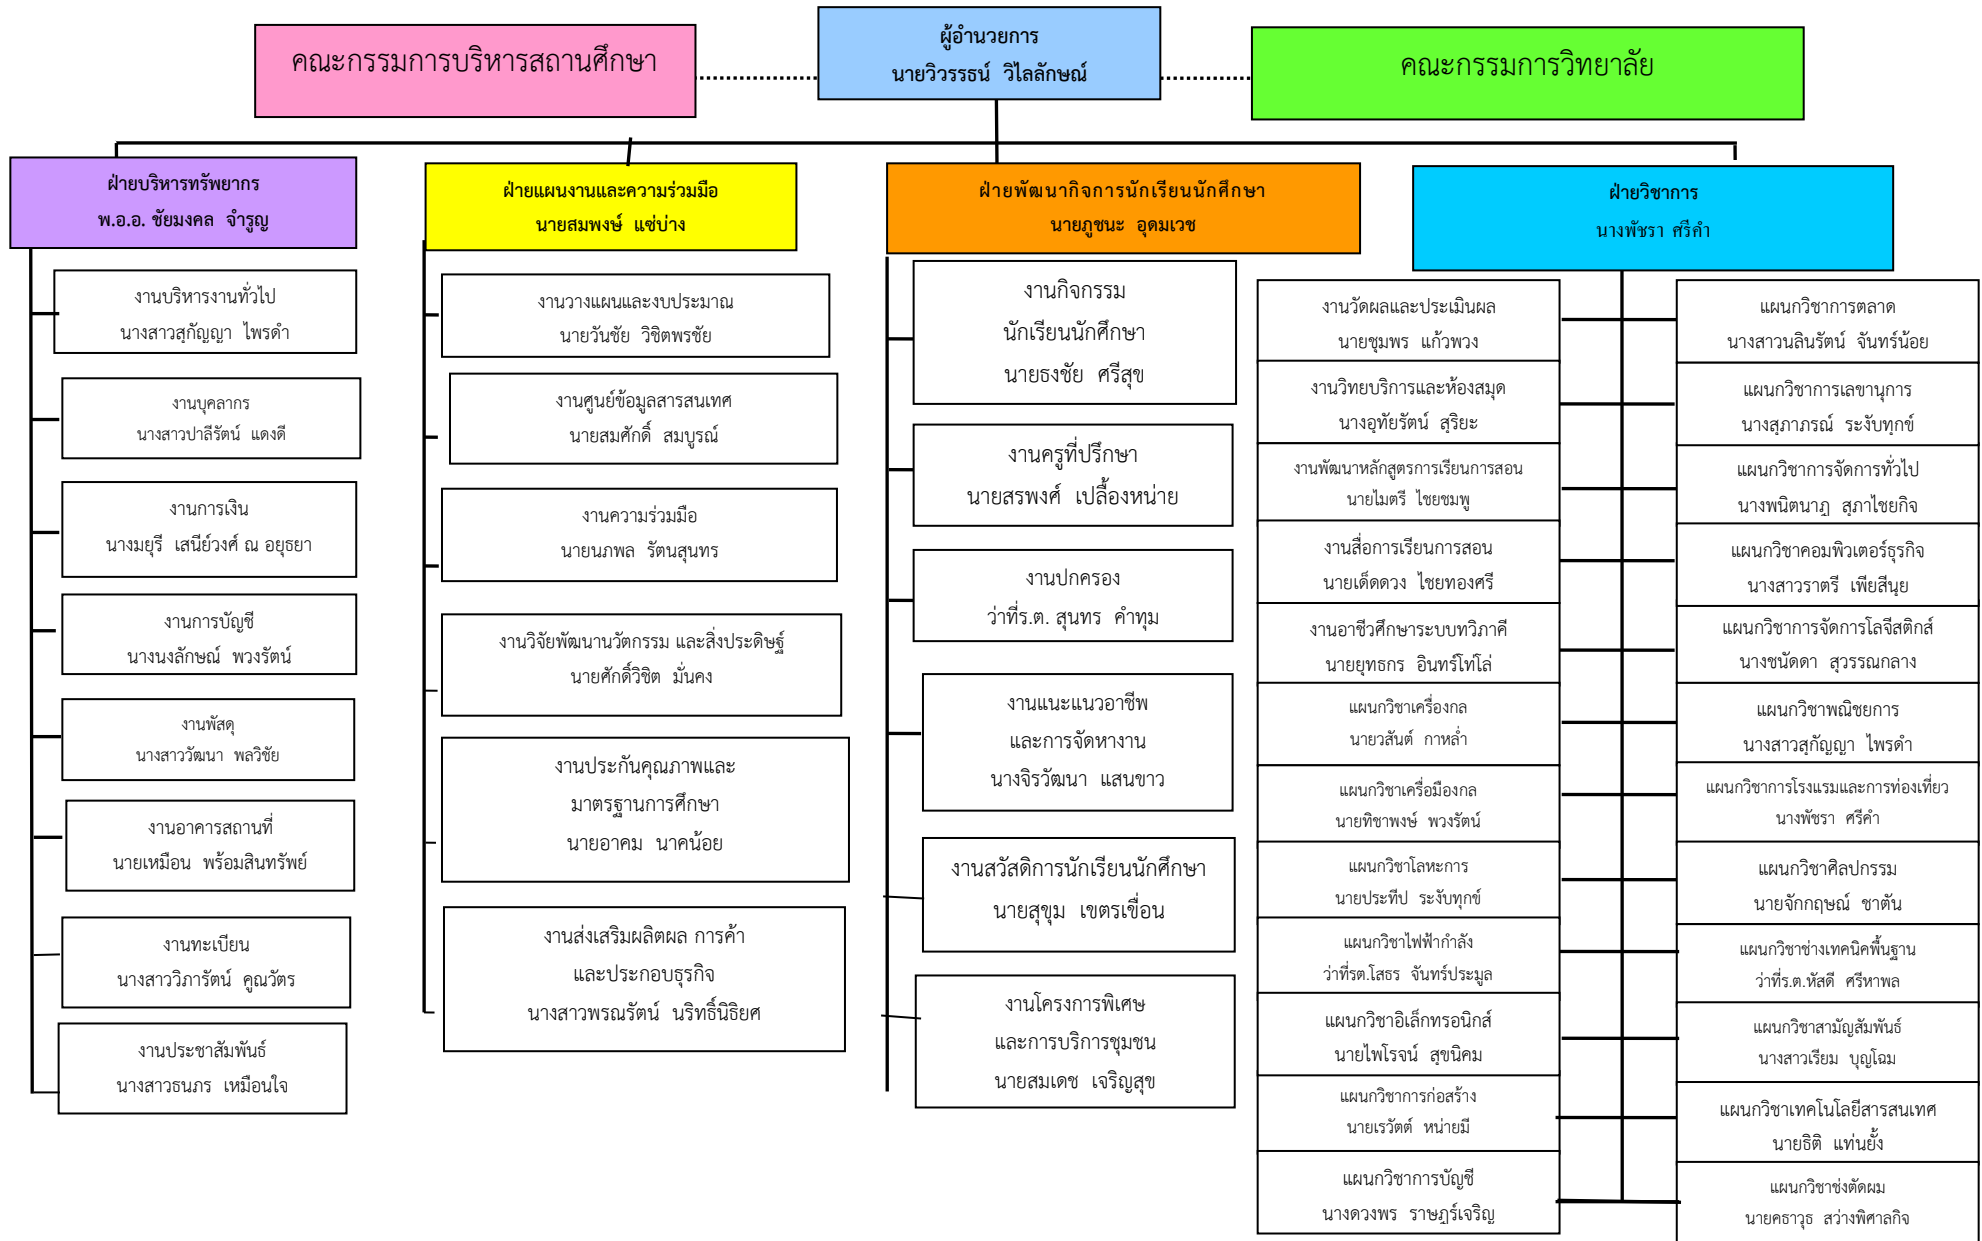 คณะกรรมการบริหารสถานศึกษา
ผู้อำนวยการ
นายวิวรรธน์ วิไลลักษณ์
คณะกรรมการวิทยาลัย
ฝ่ายบริหารทรัพยากร
พ.อ.อ. ชัยมงคล จำรูญ
งานบริหารงานทั่วไป
นางสาวสุกัญญา ไพรดำ
งานบุคลากร
นางสาวปาลีรัตน์ แดงดี
งานการเงิน
นางมยุรี เสนีย์วงศ์ ณ อยุธยา
งานการบัญชี
นางนงลักษณ์ พวงรัตน์
งานพัสดุ
นางสาววัฒนา พลวิชัย
งานอาคารสถานที่
นายเหมือน พร้อมสินทรัพย์
งานทะเบียน
นางสาววิภารัตน์ คูณวัตร
งานประชาสัมพันธ์
นางสาวธนภร เหมือนใจ
ฝ่ายแผนงานและความร่วมมือ
นายสมพงษ์ แซ่บ่าง
งานวางแผนและงบประมาณ
นายวันชัย วิชิตพรชัย
งานศูนย์ข้อมูลสารสนเทศ
นายสมศักดิ์ สมบูรณ์
งานความร่วมมือ
นายนภพล รัตนสุนทร
งานวิจัยพัฒนานวัตกรรม และสิ่งประดิษฐ์
นายศักดิ์วิชิต มั่นคง
งานประกันคุณภาพและ
มาตรฐานการศึกษา
นายอาคม นาคน้อย
งานส่งเสริมผลิตผล การค้า
และประกอบธุรกิจ
นางสาวพรณรัตน์ นริทธิ์นิธิยศ
ฝ่ายพัฒนากิจการนักเรียนนักศึกษา
นายภูชนะ อุดมเวช
งานกิจกรรม
นักเรียนนักศึกษา
นายธงชัย ศรีสุข
งานครูที่ปรึกษา
นายสรพงศ์ เปลื้องหน่าย
งานปกครอง
ว่าที่ร.ต. สุนทร คำทุม
งานแนะแนวอาชีพ
และการจัดหางาน
นางจิรวัฒนา แสนขาว
งานสวัสดิการนักเรียนนักศึกษา
นายสุขุม เขตรเขื่อน
งานโครงการพิเศษ
และการบริการชุมชน
นายสมเดช เจริญสุข
ฝ่ายวิชาการ
นางพัชรา ศรีคำ
งานวัดผลและประเมินผล
นายชุมพร แก้วพวง
งานวิทยบริการและห้องสมุด
นางอุทัยรัตน์ สุริยะ
งานพัฒนาหลักสูตรการเรียนการสอน
นายไมตรี ไชยชมพู
งานสื่อการเรียนการสอน
นายเด็ดดวง ไชยทองศรี
งานอาชีวศึกษาระบบทวิภาคี
นายยุทธกร อินทร์โท่โล่
แผนกวิชาเครื่องกล
นายวสันต์ กาหล่ำ
แผนกวิชาเครื่อมืองกล
นายทิชาพงษ์ พวงรัตน์
แผนกวิชาโลหะการ
นายประทีป ระงับทุกข์
แผนกวิชาไฟฟ้ากำลัง
ว่าที่รต.โสธร จันทร์ประมูล
แผนกวิชาอิเล็กทรอนิกส์
นายไพโรจน์ สุขนิคม
แผนกวิชาการก่อสร้าง
นายเรวัตต์ หน่ายมี
แผนกวิชาการบัญชี
นางดวงพร ราษฎร์เจริญ
แผนกวิชาการตลาด
นางสาวนลินรัตน์ จันทร์น้อย
แผนกวิชาการเลขานุการ
นางสุภาภรณ์ ระงับทุกข์
แผนกวิชาการจัดการทั่วไป
นางพนิตนาฎ สุภาไชยกิจ
แผนกวิชาคอมพิวเตอร์ธุรกิจ
นางสาวราตรี เพียสีนุย
แผนกวิชาการจัดการโลจีสติกส์
นางชนัดดา สุวรรณกลาง
แผนกวิชาพณิชยการ
นางสาวสุกัญญา ไพรดำ
แผนกวิชาการโรงแรมและการท่องเที่ยว
นางพัชรา ศรีคำ
แผนกวิชาศิลปกรรม
นายจักกฤษณ์ ชาตัน
แผนกวิชาช่างเทคนิคพื้นฐาน
ว่าที่ร.ต.หัสดี ศรีหาพล
แผนกวิชาสามัญสัมพันธ์
นางสาวเรียม บุญโฉม
แผนกวิชาเทคโนโลยีสารสนเทศ
นายธิติ แท่นยั้ง
แผนกวิชาช่งตัดผม
นายคธาวุธ สว่างพิศาลกิจ